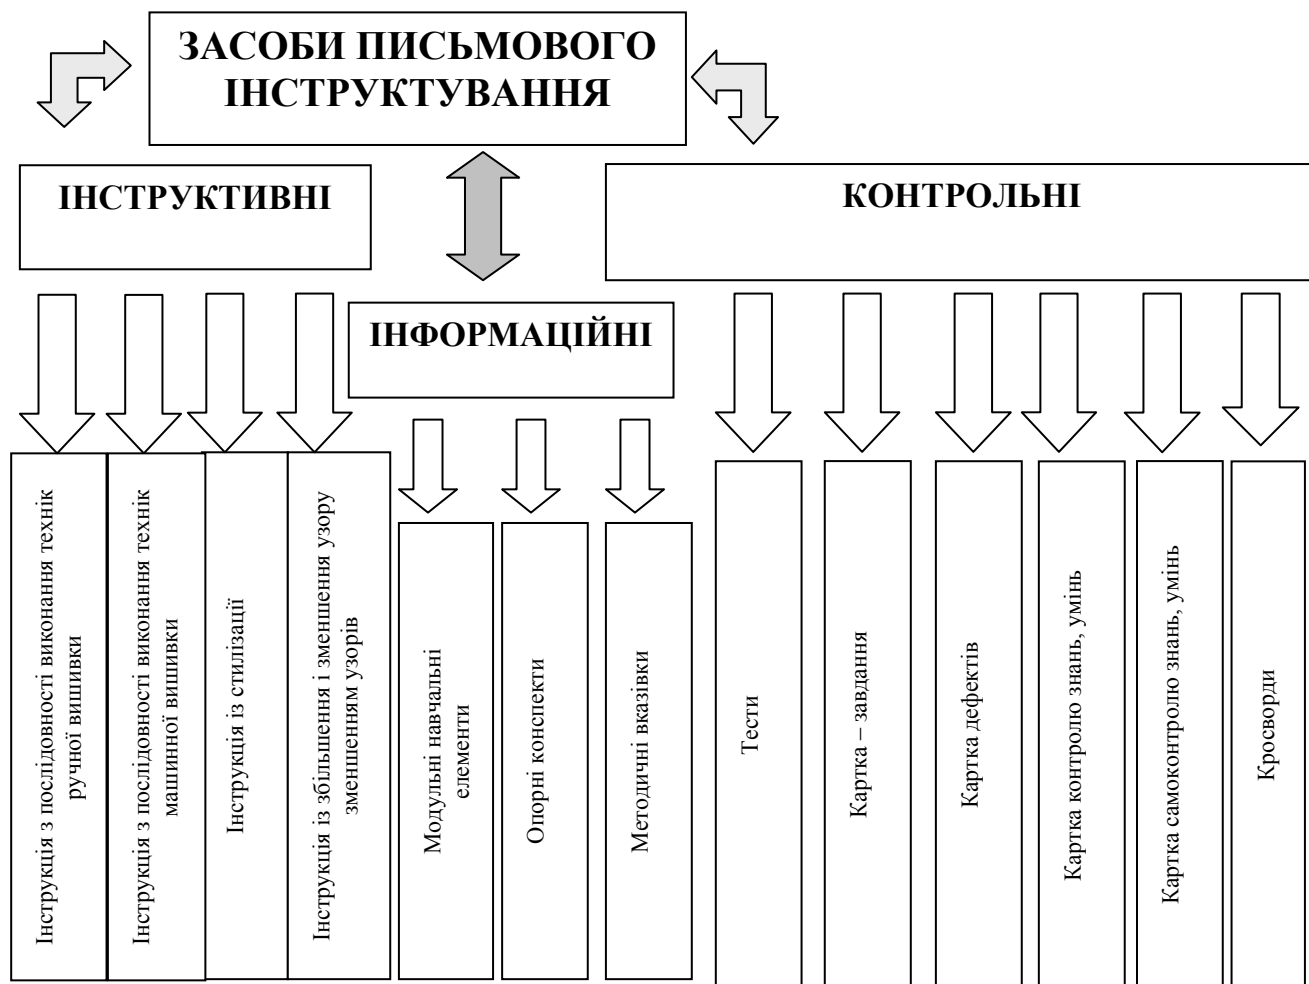 ЗАСОБИ ПИСЬМОВОГО
ІНСТРУКТУВАННЯ
ІНСТРУКТИВНІ
КОНТРОЛЬНІ
ІНФОРМАЦІЙНІ
Інструкція з послідовності виконання технік
ручної вишивки
Інструкція з послідовності виконання технік
машинної вишивки
Інструкція із стилізації
Інструкція із збільшення і зменшення узору
зменшенням узорів
Модульні навчальні
елементи
Опорні конспекти
Методичні вказівки
Тести
Картка – завдання
Картка дефектів
Картка контролю знань, умінь
Картка самоконтролю знань, умінь
Кросворди